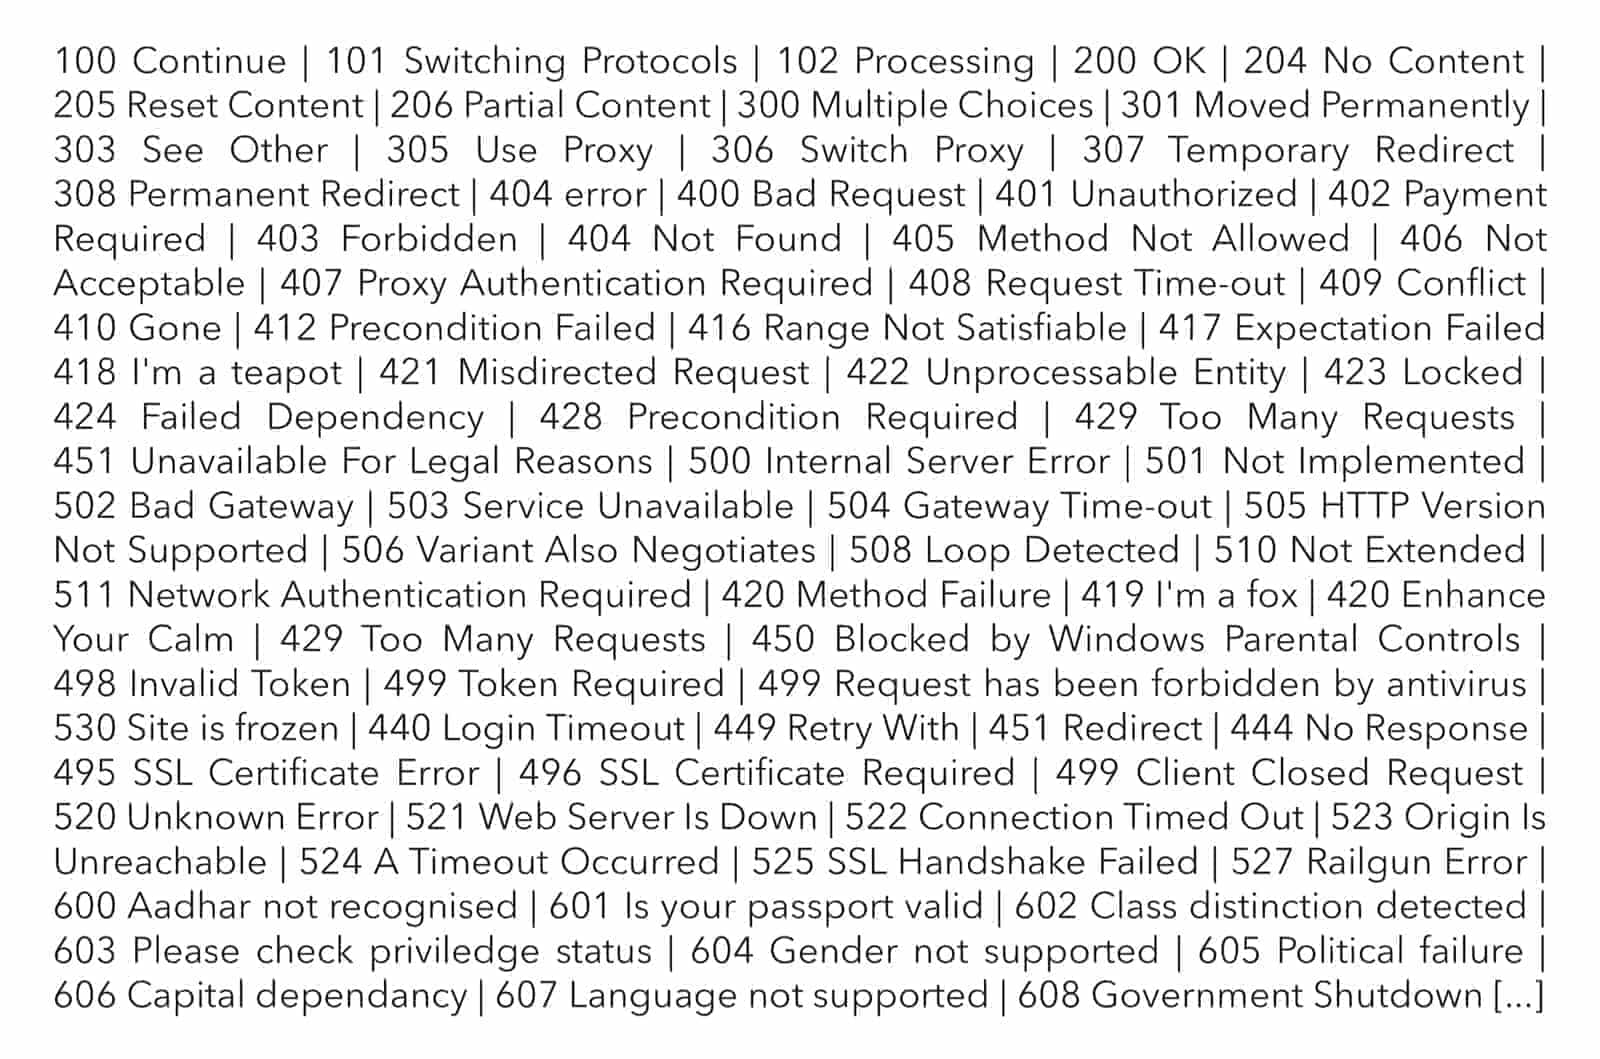 100 Continue | 101 Switching Protocols | 102 Processing | 200 OK | 204 No Content |
205 Reset Content | 206 Partial Content | 300 Multiple Choices | 301 Moved Permanently |
303 See Other | 305 Use Proxy | 306 Switch Proxy | 307 Temporary Redirect |
308 Permanent Redirect | 404 error | 400 Bad Request | 401 Unauthorized | 402 Payment
Required | 403 Forbidden | 404 Not Found | 405 Method Not Allowed | 406 Not
Acceptable | 407 Proxy Authentication Required | 408 Request Time-out | 409 Conflict |
410 Gone | 412 Precondition Failed | 416 Range Not Satisfiable | 417 Expectation Failed
418 I'm a teapot | 421 Misdirected Request | 422 Unprocessable Entity | 423 Locked |
424 Failed Dependency | 428 Precondition Required | 429 Too Many Requests |
451 Unavailable For Legal Reasons | 500 Internal Server Error | 501 Not Implemented |
502 Bad Gateway | 503 Service Unavailable | 504 Gateway Time-out | 505 HTTP Version
Not Supported | 506 Variant Also Negotiates | 508 Loop Detected | 510 Not Extended |
511 Network Authentication Required | 420 Method Failure | 419 I'm a fox | 420 Enhance
Your Calm | 429 Too Many Requests | 450 Blocked by Windows Parental Controls |
498 Invalid Token | 499 Token Required | 499 Request has been forbidden by antivirus |
530 Site is frozen | 440 Login Timeout | 449 Retry With | 451 Redirect | 444 No Response |
495 SSL Certificate Error | 496 SSL Certificate Required | 499 Client Closed Request |
520 Unknown Error | 521 Web Server Is Down | 522 Connection Timed Out | 523 Origin Is
Unreachable | 524 A Timeout Occurred | 525 SSL Handshake Failed | 527 Railgun Error |
600 Aadhar not recognised | 601 Is your passport valid | 602 Class distinction detected |
603 Please check priviledge status | 604 Gender not supported | 605 Political failure |
606 Capital dependancy | 607 Language not supported | 608 Government Shutdown [...]